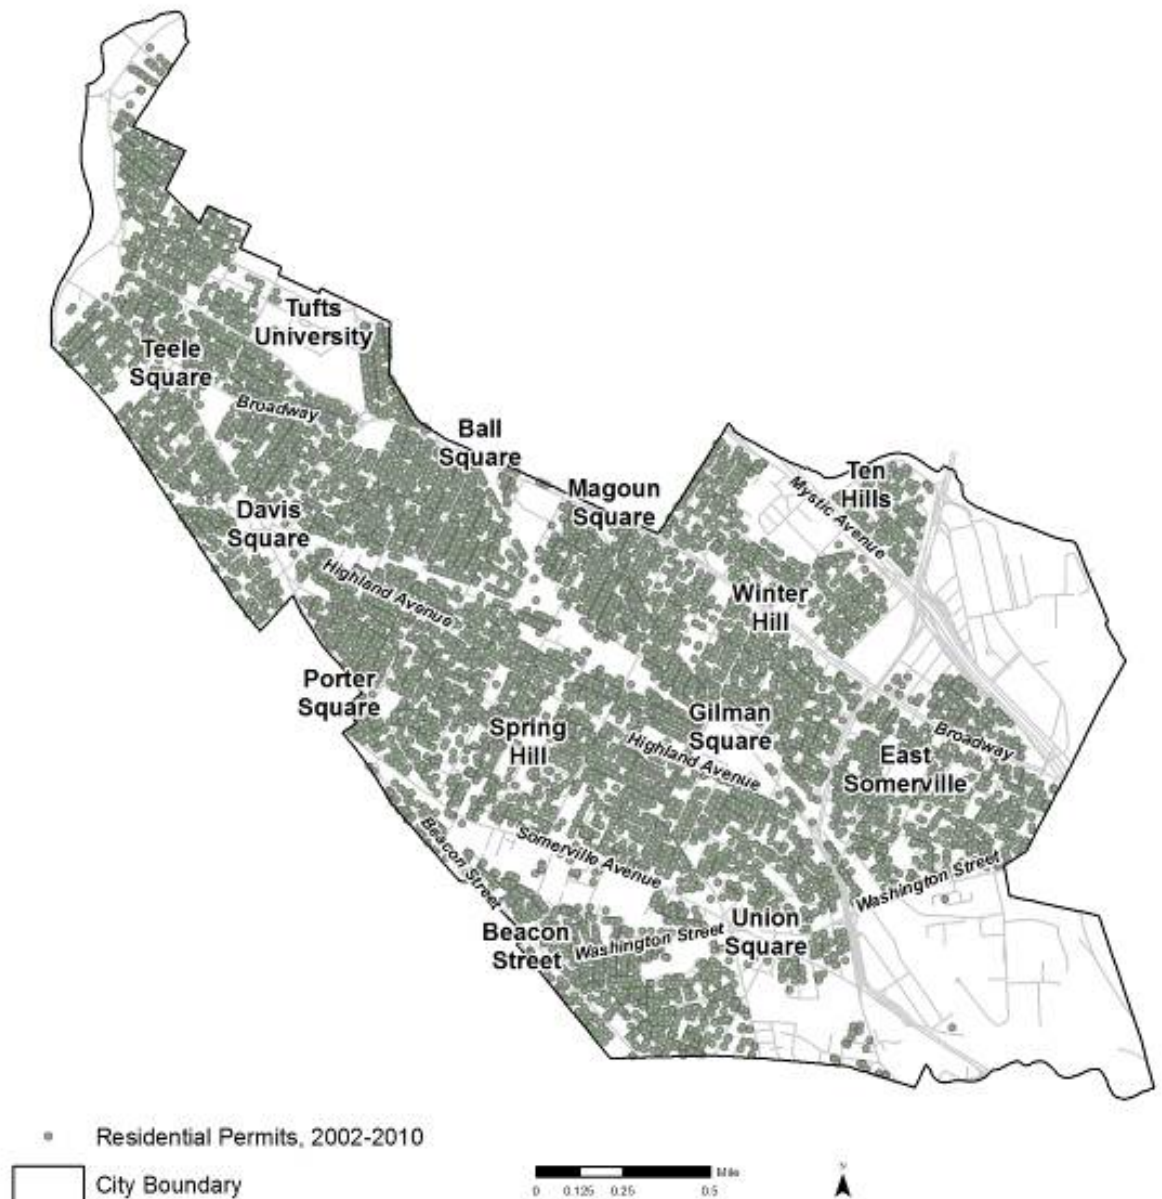 Tufts
University
Teele
Square
Broadway
Ball
Square
Ten
Hills
Mystic Avenue
Magoun
Square
Davis
Square
Highland Avenue
Winter
Hill
Porter
Square
Spring
Hill
Gilman
Square
Highland Avenue
Broadway
East
Somerville
Beacon Street
Somerville Avenue
Washington Street
Union
Square
Beacon
Street
Washington Street
Residential Permits, 2002-2010
City Boundary
Mile
0 0.125 0.25 0.5
N